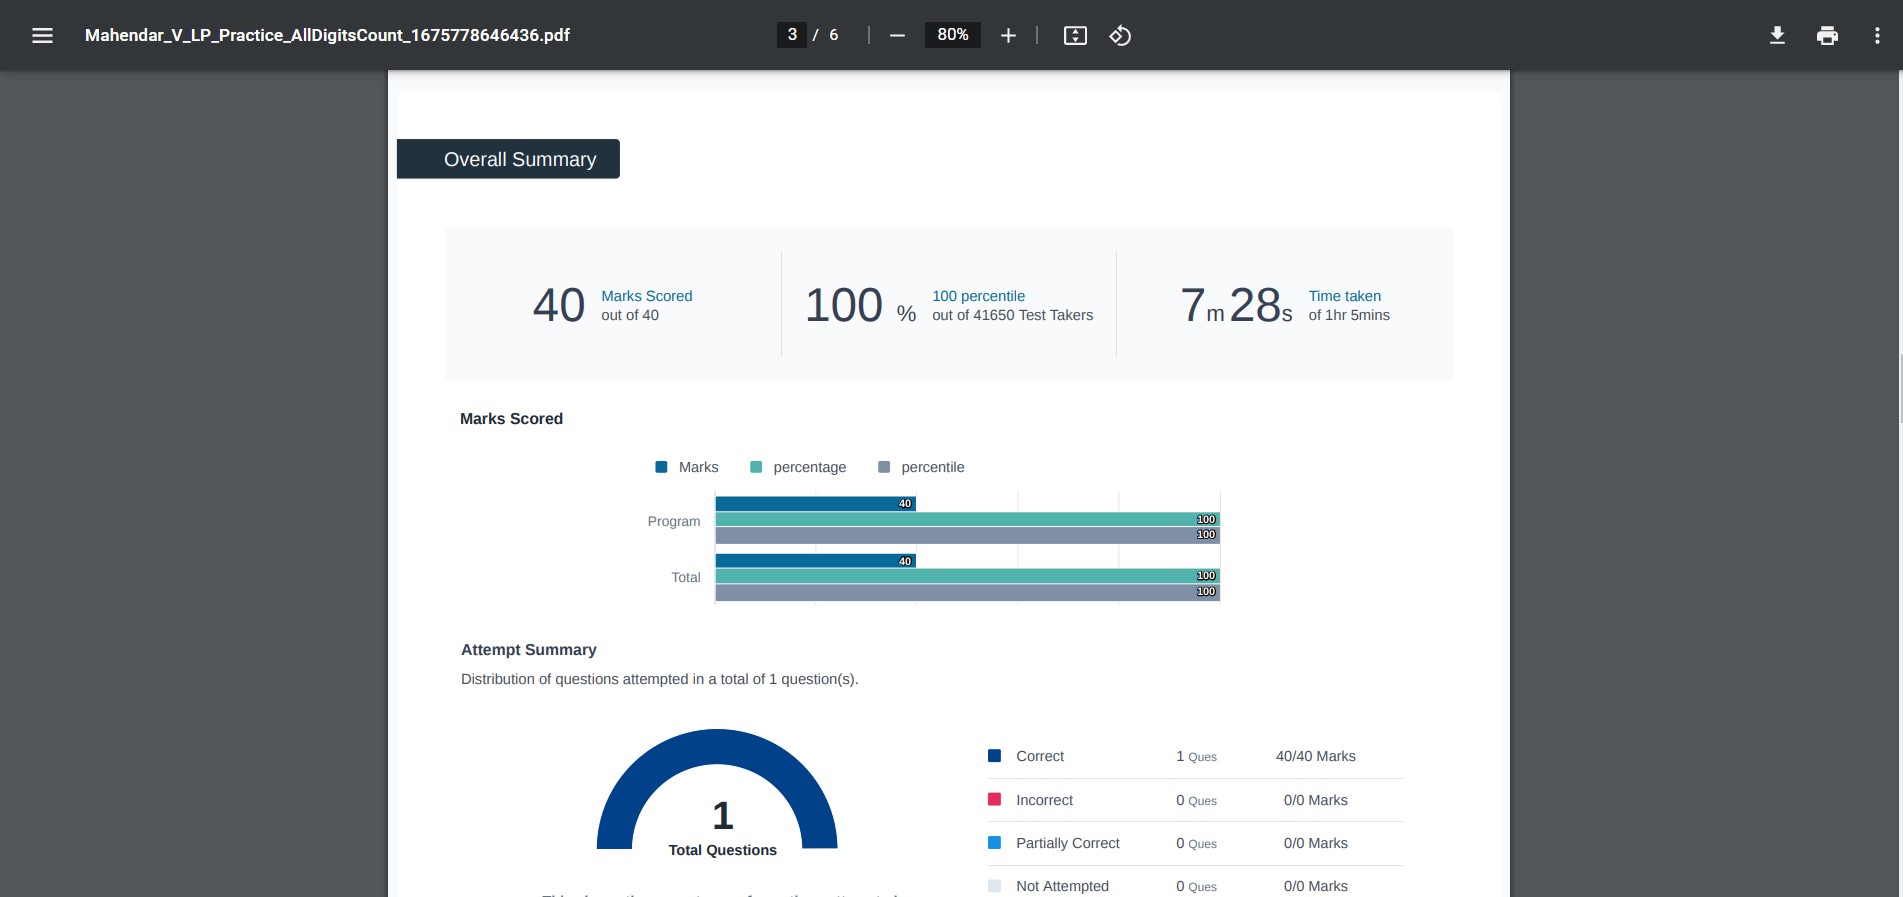 Mahendar_V_LP_Practice_AllDigitsCount_1675778646436.pdf
3 / 6
80%
Overall Summary
40 Marks Scored
out of 40
100 % 100 percentile
out of 41650 Test Takers
7m28s Time taken
of 1hr 5mins
Marks Scored
Marks percentage percentile
Program 40
100
100
Total 40
100
100
Attempt Summary
Distribution of questions attempted in a total of 1 question(s).
1
Total Questions
Correct 1 Ques 40/40 Marks
Incorrect 0 Ques 0/0 Marks
Partially Correct 0 Ques 0/0 Marks
Not Attempted 0 Ques 0/0 Marks